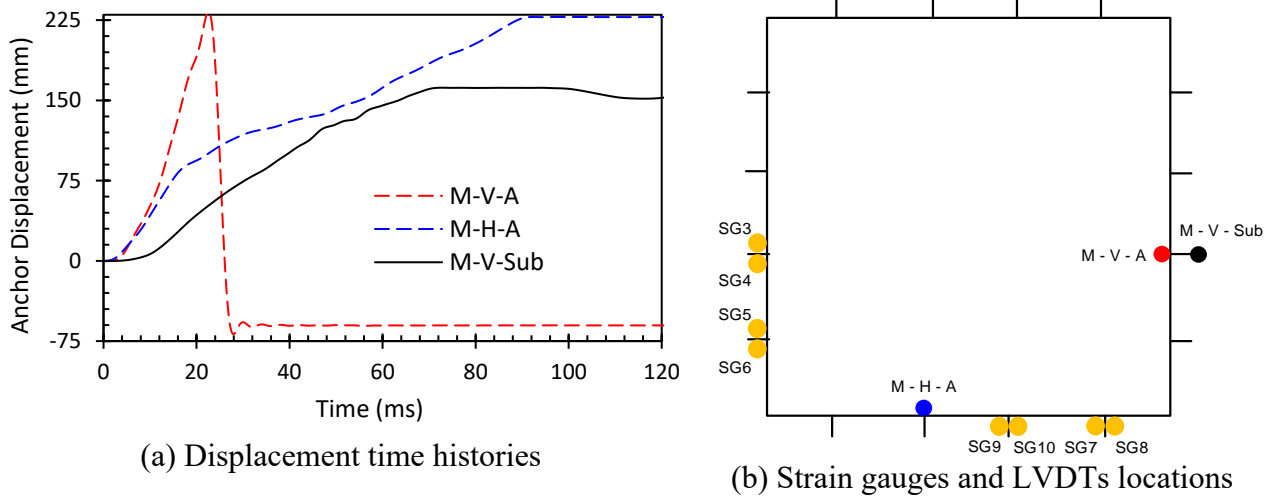 225
150
75
0
-75
Anchor Displacement (mm)
0 20 40 60 80 100 120
Time (ms)
M-V-A
M-H-A
M-V-Sub
(a) Displacement time histories
SG3
SG4
SG5
SG6
M - V - Sub
M - V - A
M - H - A
SG9 SG10 SG7 SG8
(b) Strain gauges and LVDTs locations